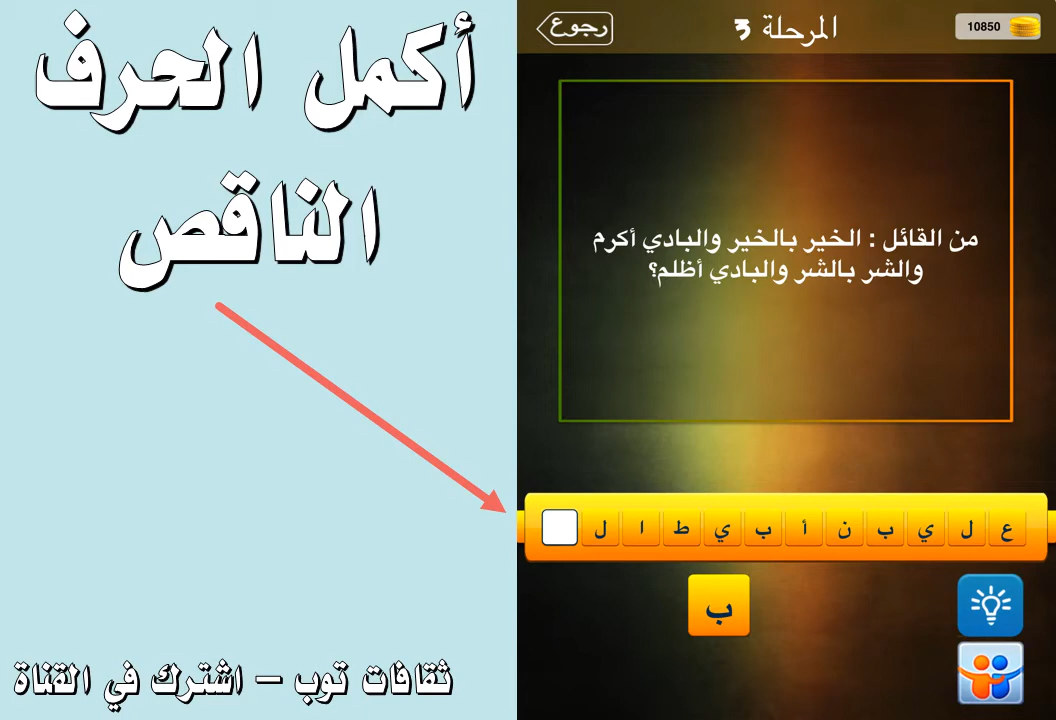 أكمل الحرف
الناقص
ثقافات توب – اشترك في القناة
رجوع
المرحلة 3
10850
من القائل : الخير بالخير والبادي أكرم
والشر بالشر والبادي أظلم؟
ع ل ي ب ن أ ب ي ط ا ل
ب